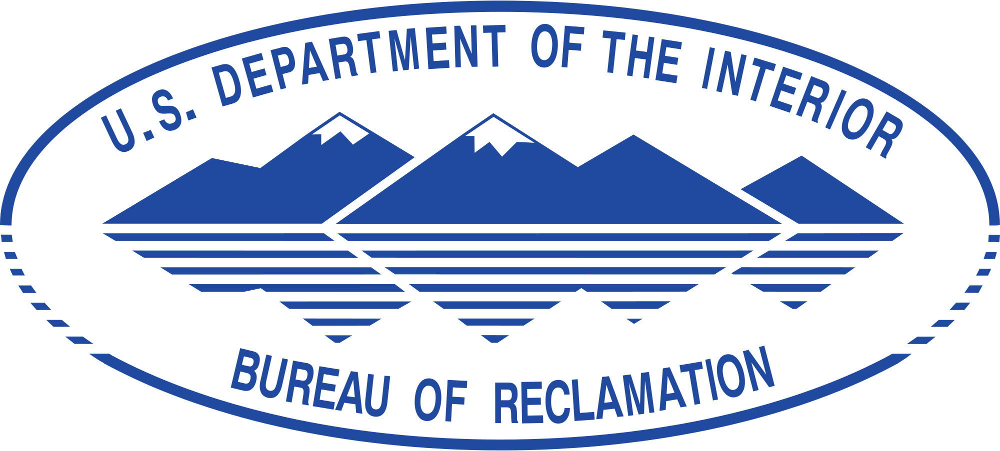 U.S. DEPARTMENT OF THE INTERIOR
BUREAU OF RECLAMATION